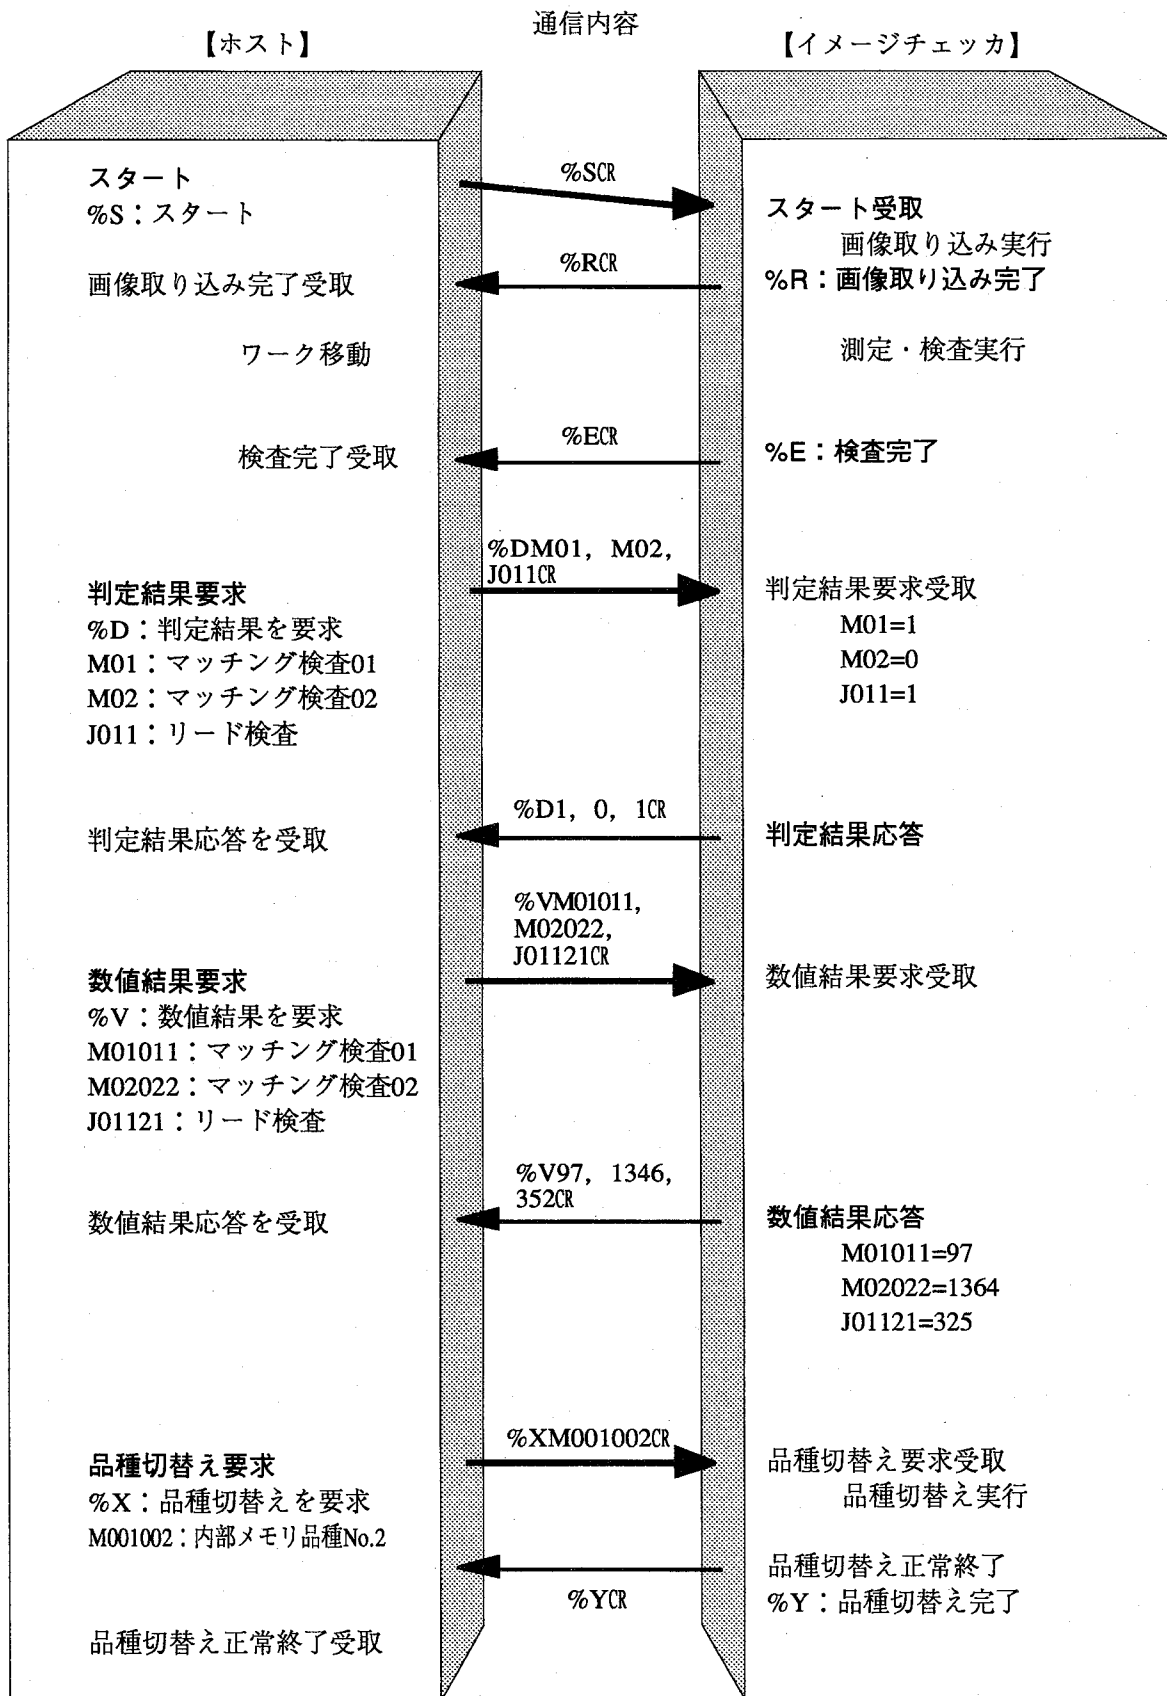 通信内容
【ホスト】
【イメージチェッカ】
スタート
%S：スタート
%SCR
スタート受取
画像取り込み実行
%RCR
画像取り込み完了受取
%R：画像取り込み完了
ワーク移動
測定・検査実行
%ECR
検査完了受取
%E：検査完了
%DM01, M02,
J011CR
判定結果要求
%D：判定結果を要求
M01：マッチング検査01
M02：マッチング検査02
J011：リード検査
判定結果要求受取
M01=1
M02=0
J011=1
%D1, 0, 1CR
判定結果応答を受取
判定結果応答
%VM01011,
M02022,
J01121CR
数値結果要求
%V：数値結果を要求
M01011：マッチング検査01
M02022：マッチング検査02
J01121：リード検査
数値結果要求受取
%V97, 1346,
352CR
数値結果応答を受取
数値結果応答
M01011=97
M02022=1364
J01121=325
%XM001002CR
品種切替え要求
%X：品種切替えを要求
M001002：内部メモリ品種No.2
品種切替え要求受取
品種切替え実行
品種切替え正常終了
%Y：品種切替え完了
%YCR
品種切替え正常終了受取